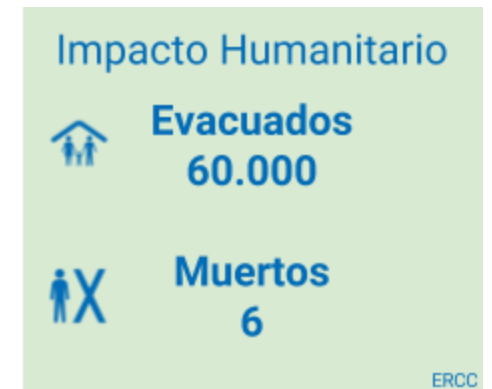 Impacto Humanitario
Evacuados
60.000
Muertos
6
ERCC